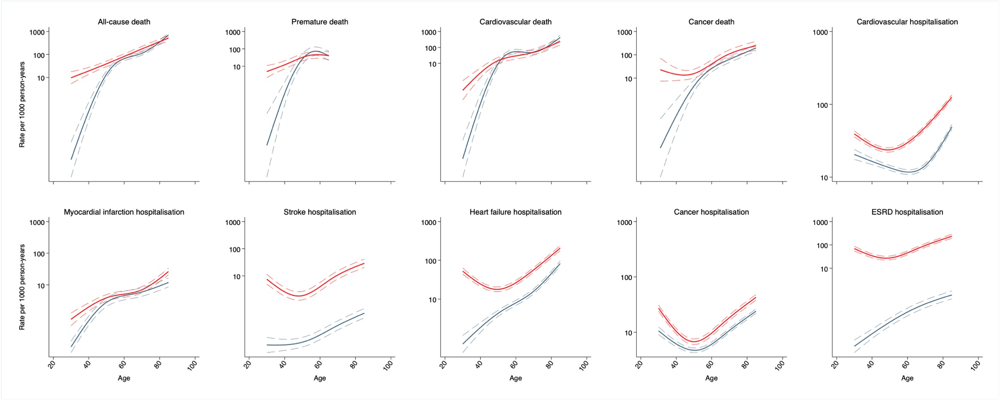 All-cause death
Premature death
Cardiovascular death
Cancer death
Cardiovascular hospitalisation
Rate per 1000 person-years
1000
100
10
1000
100
10
1000
100
10
1000
100
10
1000
100
10
Myocardial infarction hospitalisation
Stroke hospitalisation
Heart failure hospitalisation
Cancer hospitalisation
ESRD hospitalisation
Rate per 1000 person-years
1000
100
10
1000
100
10
1000
100
10
1000
100
10
1000
100
10
20 40 60 80 100
20 40 60 80 100
20 40 60 80 100
20 40 60 80 100
20 40 60 80 100
Age
Age
Age
Age
Age